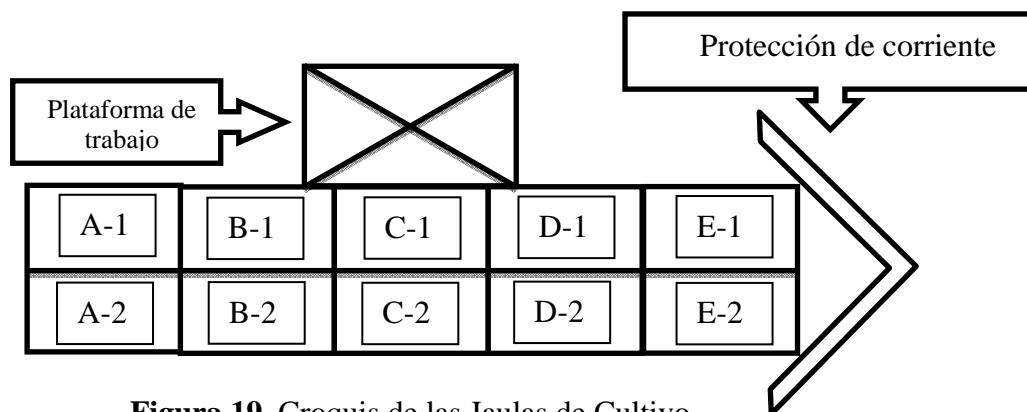 Protección de corriente
Plataforma de
trabajo
A-1 B-1 C-1 D-1 E-1
A-2 B-2 C-2 D-2 E-2
Figura 19. Croquis de las Jaulas de Cultivo